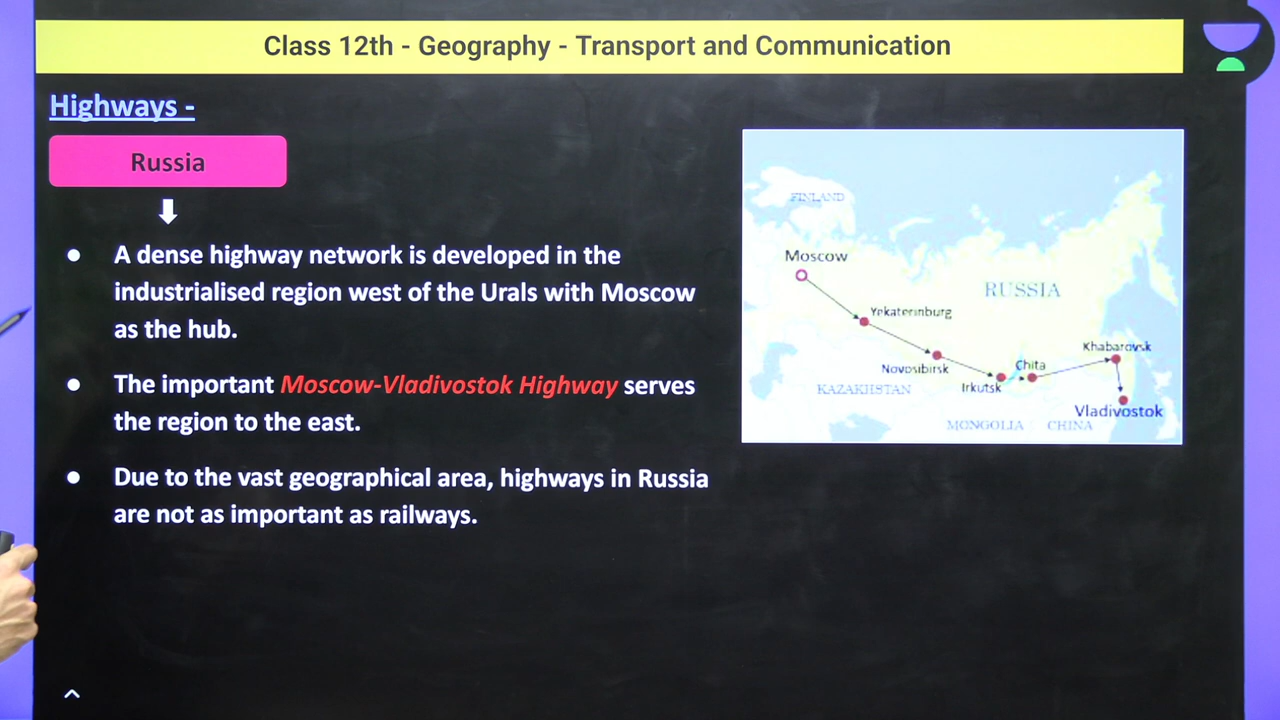 Class 12th - Geography - Transport and Communication
Highways -
Russia
● A dense highway network is developed in the
industrialised region west of the Urals with Moscow
as the hub.
● The important Moscow-Vladivostok Highway serves
the region to the east.
● Due to the vast geographical area, highways in Russia
are not as important as railways.
FINLAND
Moscow
RUSSIA
Yekaterinburg
Khabarovsk
Novosibirsk
Chita
Irkutsk
KAZAKHSTAN
Vladivostok
MONGOLIA
CHINA